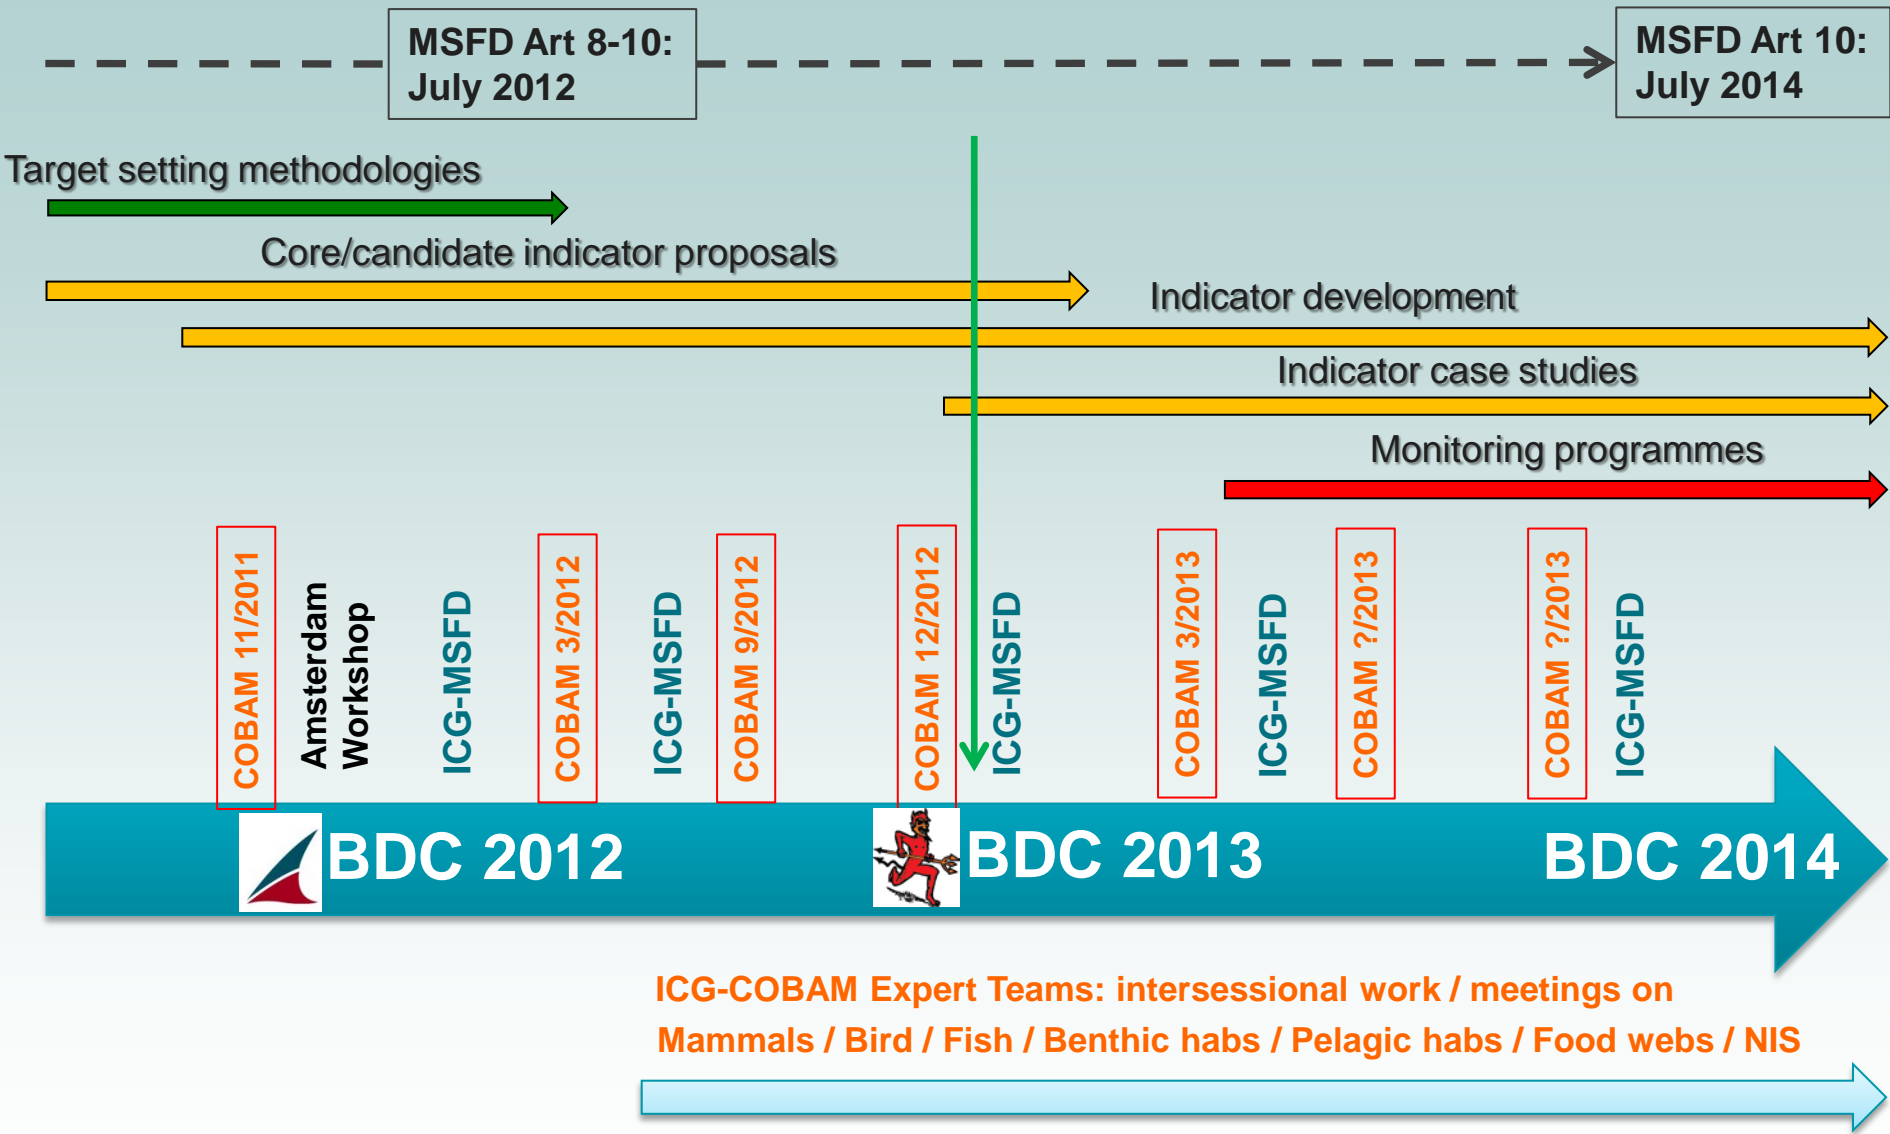 MSFD Art 8-10:
July 2012
MSFD Art 10:
July 2014
Target setting methodologies
Core/candidate indicator proposals
Indicator development
Indicator case studies
Monitoring programmes
COBAM 11/2011
Amsterdam
Workshop
ICG-MSFD
COBAM 3/2012
ICG-MSFD
COBAM 9/2012
COBAM 12/2012
ICG-MSFD
COBAM 3/2013
ICG-MSFD
COBAM ?/2013
COBAM ?/2013
ICG-MSFD
BDC 2012
BDC 2013
BDC 2014
ICG-COBAM Expert Teams: intersessional work / meetings on
Mammals / Bird / Fish / Benthic habs / Pelagic habs / Food webs / NIS